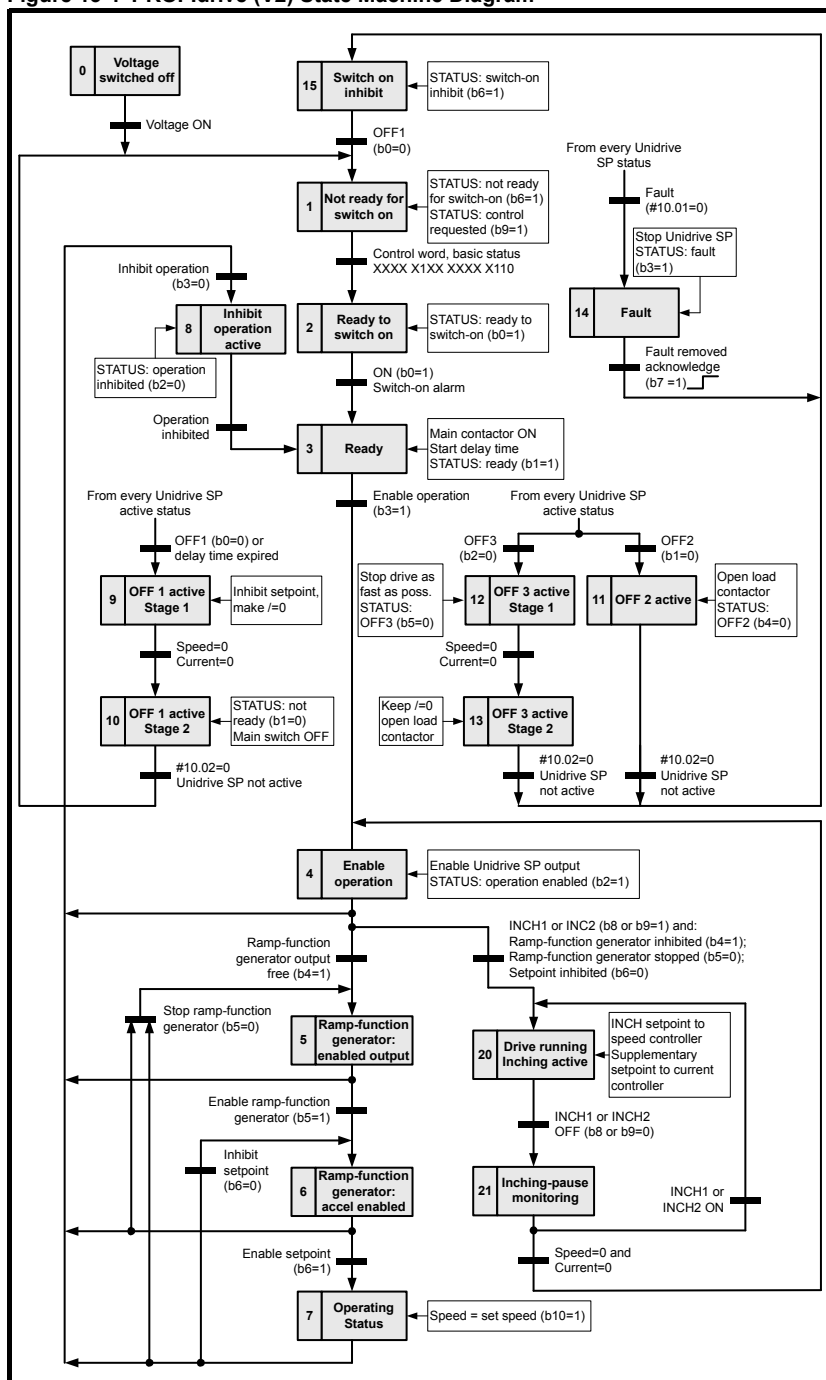 Figure 13-1 PROFIdrive (V2) State Machine Diagram
0
Voltage
switched off
Voltage ON
15
Switch on
inhibit
STATUS: switch-on
inhibit (b6=1)
OFF1
(b0=0)
1
Not ready for
switch on
STATUS: not ready
for switch-on (b6=1)
STATUS: control
requested (b9=1)
From every Unidrive
SP status
Fault
(#10.01=0)
Stop Unidrive SP
STATUS: fault
(b3=1)
14
Fault
Fault removed
acknowledge
(b7 =1)
Control word, basic status
XXXX X1XX XXXX X110
Inhibit operation
(b3=0)
8
Inhibit
operation
active
STATUS: operation
inhibited (b2=0)
Operation
inhibited
2
Ready to
switch on
STATUS: ready to
switch-on (b0=1)
ON (b0=1)
Switch-on alarm
3
Ready
Main contactor ON
Start delay time
STATUS: ready (b1=1)
Enable operation
(b3=1)
From every Unidrive SP
active status
OFF1 (b0=0) or
delay time expired
9
OFF 1 active
Stage 1
Inhibit setpoint,
make /=0
Speed=0
Current=0
10
OFF 1 active
Stage 2
STATUS: not
ready (b1=0)
Main switch OFF
#10.02=0
Unidrive SP not active
From every Unidrive SP
active status
OFF3
(b2=0)
OFF2
(b1=0)
Stop drive as
fast as poss.
STATUS:
OFF3 (b5=0)
12
OFF 3 active
Stage 1
11
OFF 2 active
Open load
contactor
STATUS:
OFF2 (b4=0)
Speed=0
Current=0
Keep /=0
open load
contactor
13
OFF 3 active
Stage 2
#10.02=0
Unidrive SP
not active
#10.02=0
Unidrive SP
not active
4
Enable
operation
Enable Unidrive SP output
STATUS: operation enabled (b2=1)
Ramp-function
generator output
free (b4=1)
INCH1 or INC2 (b8 or b9=1) and:
Ramp-function generator inhibited (b4=1);
Ramp-function generator stopped (b5=0);
Setpoint inhibited (b6=0)
Stop ramp-function
generator (b5=0)
5
Ramp-function
generator:
enabled output
20
Drive running
Inching active
INCH setpoint to
speed controller
Supplementary
setpoint to current
controller
Enable ramp-function
generator (b5=1)
INCH1 or INCH2
OFF (b8 or b9=0)
Inhibit
setpoint
(b6=0)
6
Ramp-function
generator:
accel enabled
21
Inching-pause
monitoring
INCH1 or
INCH2 ON
Enable setpoint
(b6=1)
Speed=0 and
Current=0
7
Operating
Status
Speed = set speed (b10=1)